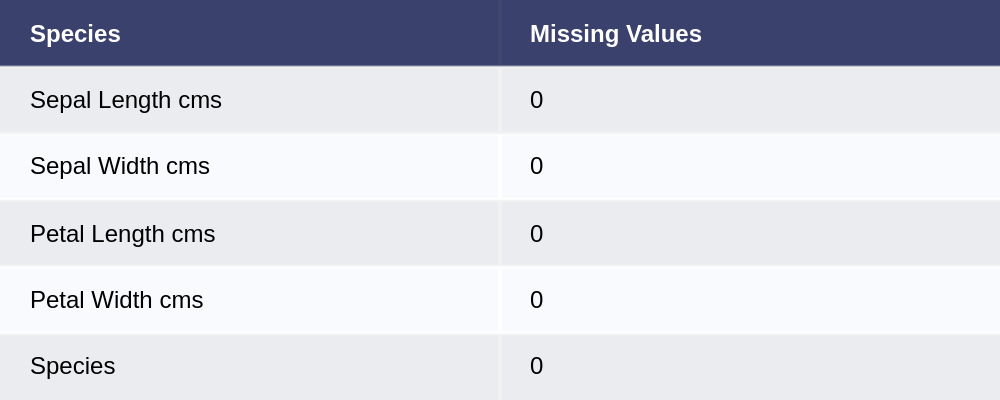 Species Missing Values
Sepal Length cms 0
Sepal Width cms 0
Petal Length cms 0
Petal Width cms 0
Species 0